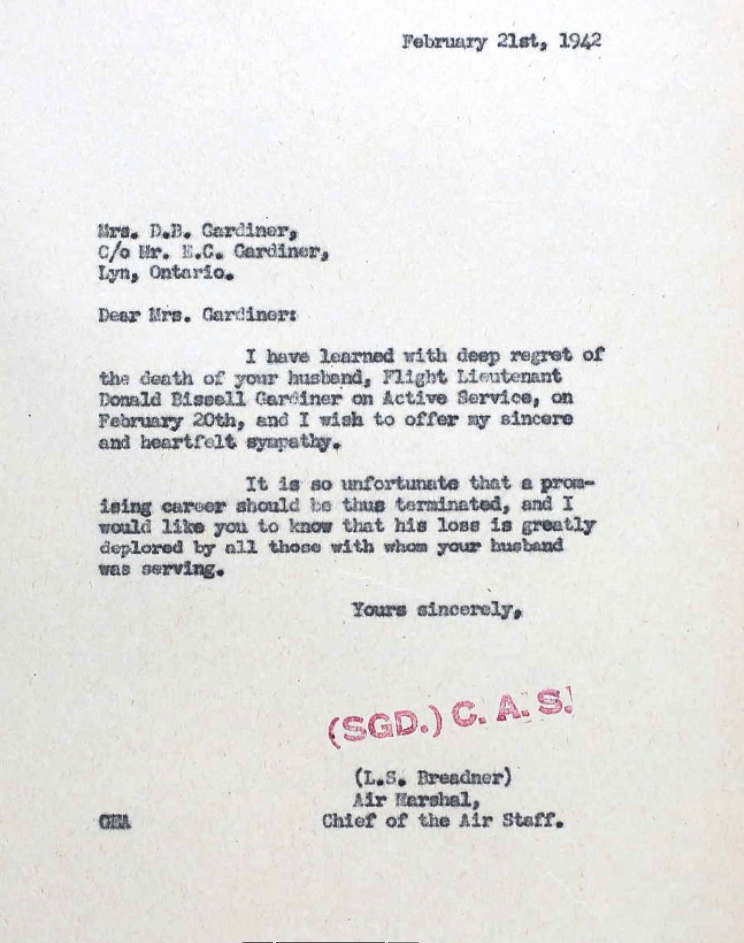 February 21st, 1942
Mrs. D.B. Gardiner,
C/o Mr. E.C. Gardiner,
Lyn, Ontario.
Dear Mrs. Gardiner:
I have learned with deep regret of
the death of your husband, Flight Lieutenant
Donald Bissell Gardiner on Active Service, on
February 20th, and I wish to offer my sincere
and heartfelt sympathy.
It is so unfortunate that a prom-
ising career should be thus terminated, and I
would like you to know that his loss is greatly
deplored by all those with whom your husband
was serving.
Yours sincerely,
(SGD.) C. A. S.
(L.S. Breadner)
Air Marshal,
Chief of the Air Staff.